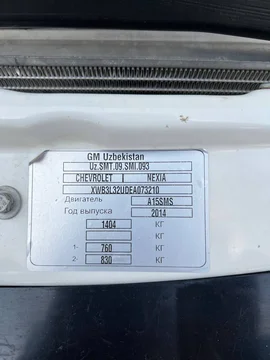 GM Uzbekistan
Uz.SMT.09.SMI.093
CHEVROLET NEXIA
XWB3L32UDEA073210
Двигатель A15SMS
Год выпуска 2014
1404 КГ
КГ
1- 760 КГ
2- 830 КГ